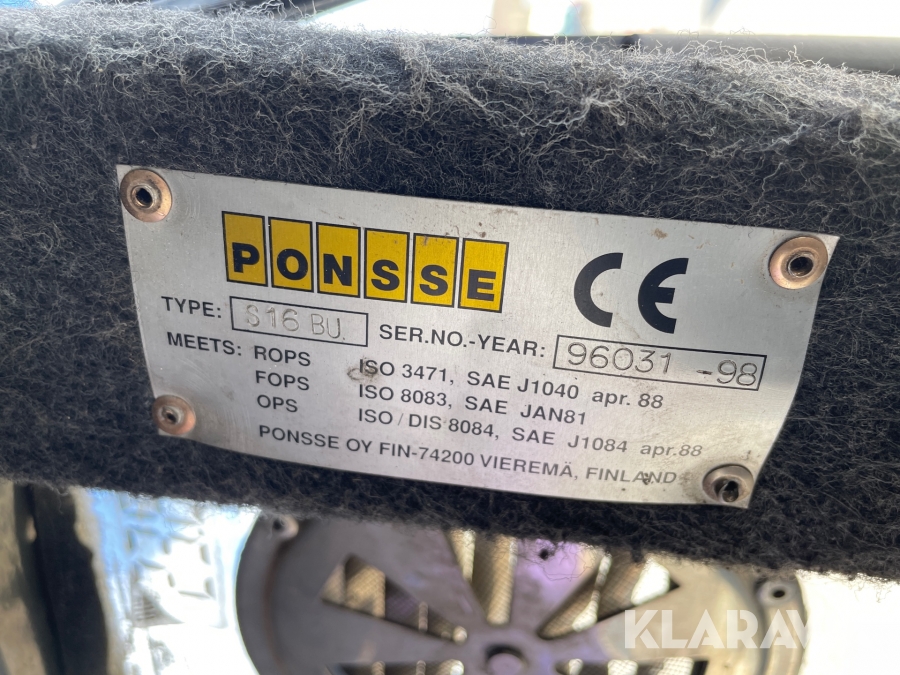 PONSSE CE
TYPE: S16 BU. SER.NO.-YEAR: 96031 -98
MEETS: ROPS ISO 3471, SAE J1040 apr. 88
FOPS ISO 8083, SAE JAN81
OPS ISO/DIS 8084, SAE J1084 apr.88
PONSSE OY FIN-74200 VIEREMÄ, FINLAND
KLARAV